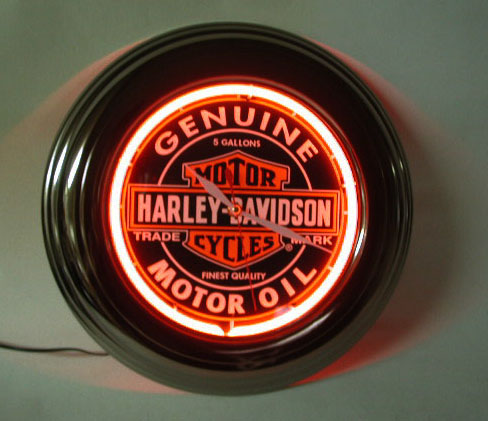 GENUINE
5 GALLONS
MOTOR
HARLEY-DAVIDSON
TRADE MARK
CYCLES ®
FINEST QUALITY
MOTOR OIL